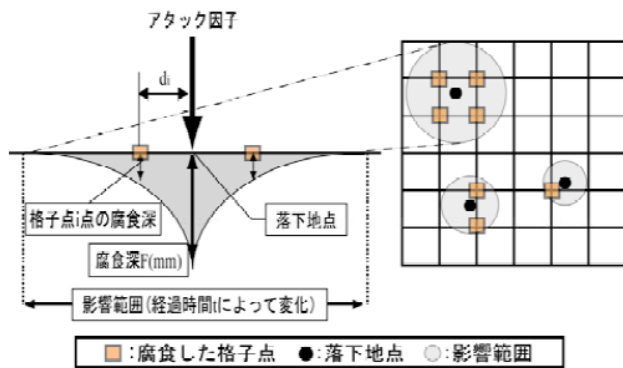 アタック因子
di
格子点i点の腐食深
落下地点
腐食深F(mm)
影響範囲(経過時間tによって変化)
:腐食した格子点 :落下地点 :影響範囲